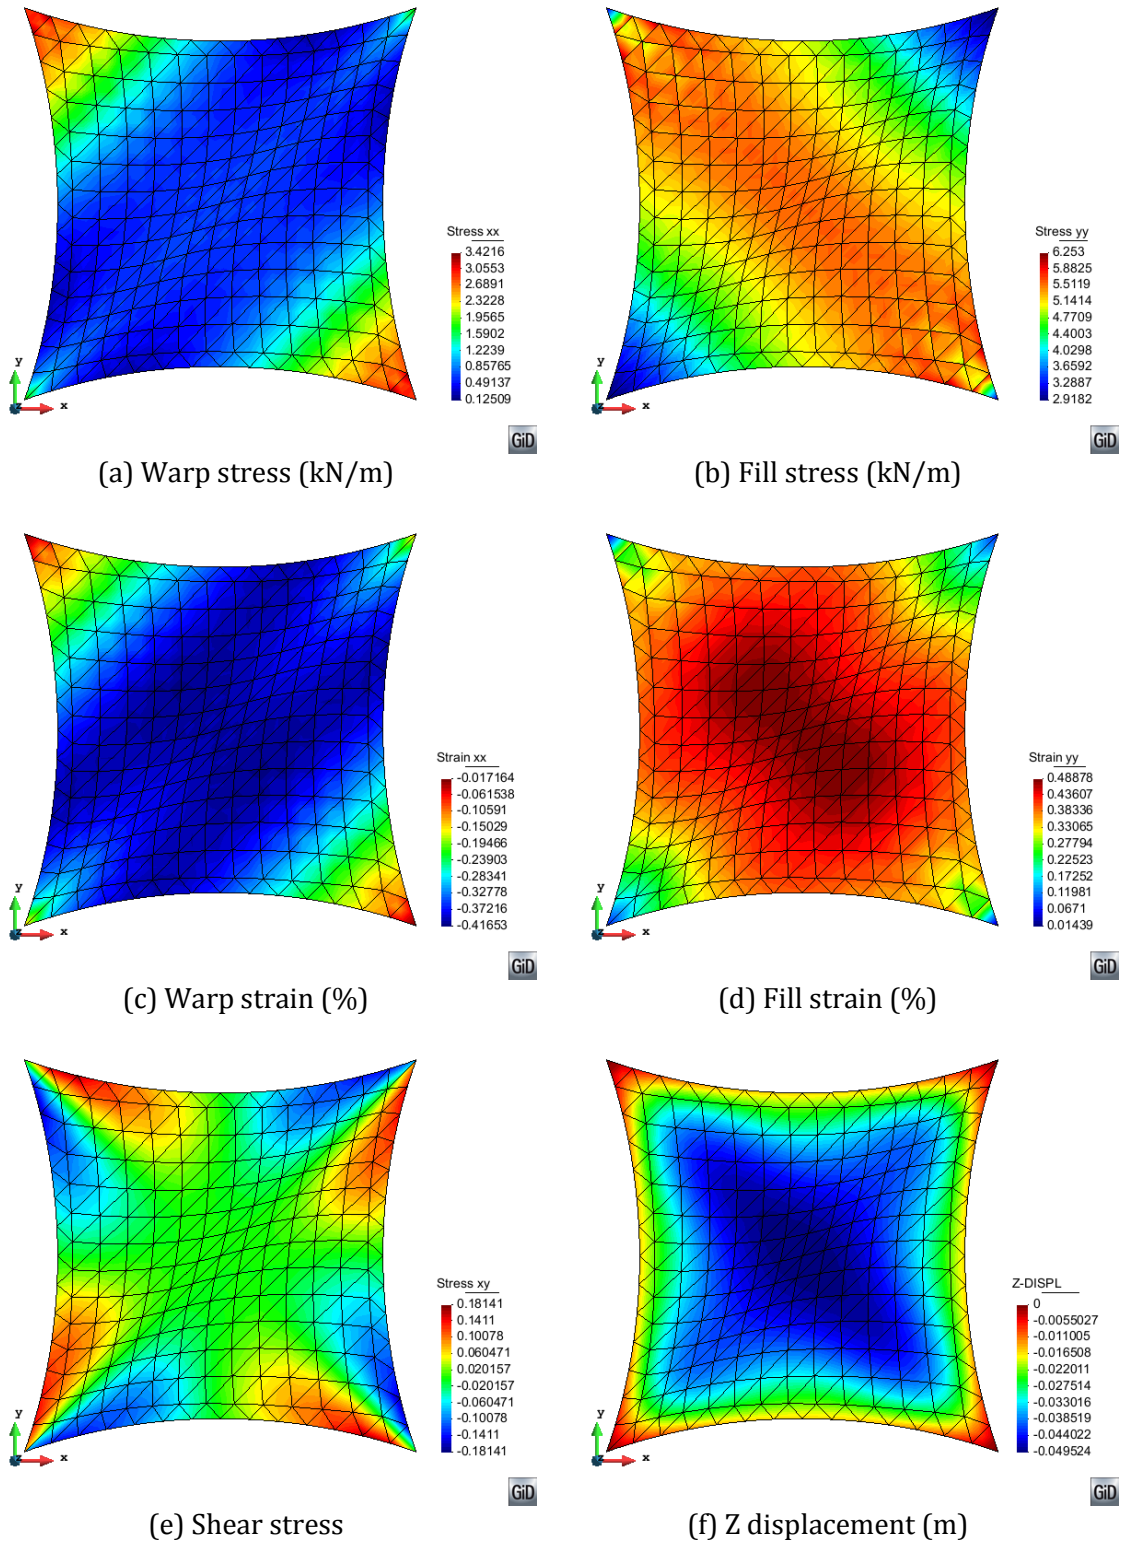 Stress xx
3.4216
3.0553
2.6891
2.3228
1.9565
1.5902
1.2239
0.85765
0.49137
0.12509
y
z
x
GiD
(a) Warp stress (kN/m)
Stress yy
6.253
5.8825
5.5119
5.1414
4.7709
4.4003
4.0298
3.6592
3.2887
2.9182
y
z
x
GiD
(b) Fill stress (kN/m)
Strain xx
-0.017164
-0.061538
-0.10591
-0.15029
-0.19466
-0.23903
-0.28341
-0.32778
-0.37216
-0.41653
y
z
x
GiD
(c) Warp strain (%)
Strain yy
0.48878
0.43607
0.38336
0.33065
0.27794
0.22523
0.17252
0.11981
0.0671
0.01439
y
z
x
GiD
(d) Fill strain (%)
Stress xy
0.18141
0.1411
0.10078
0.060471
0.020157
-0.020157
-0.060471
-0.10078
-0.1411
-0.18141
y
z
x
GiD
(e) Shear stress
Z-DISPL
0
-0.0055027
-0.011005
-0.016508
-0.022011
-0.027514
-0.033016
-0.038519
-0.044022
-0.049524
y
z
x
GiD
(f) Z displacement (m)